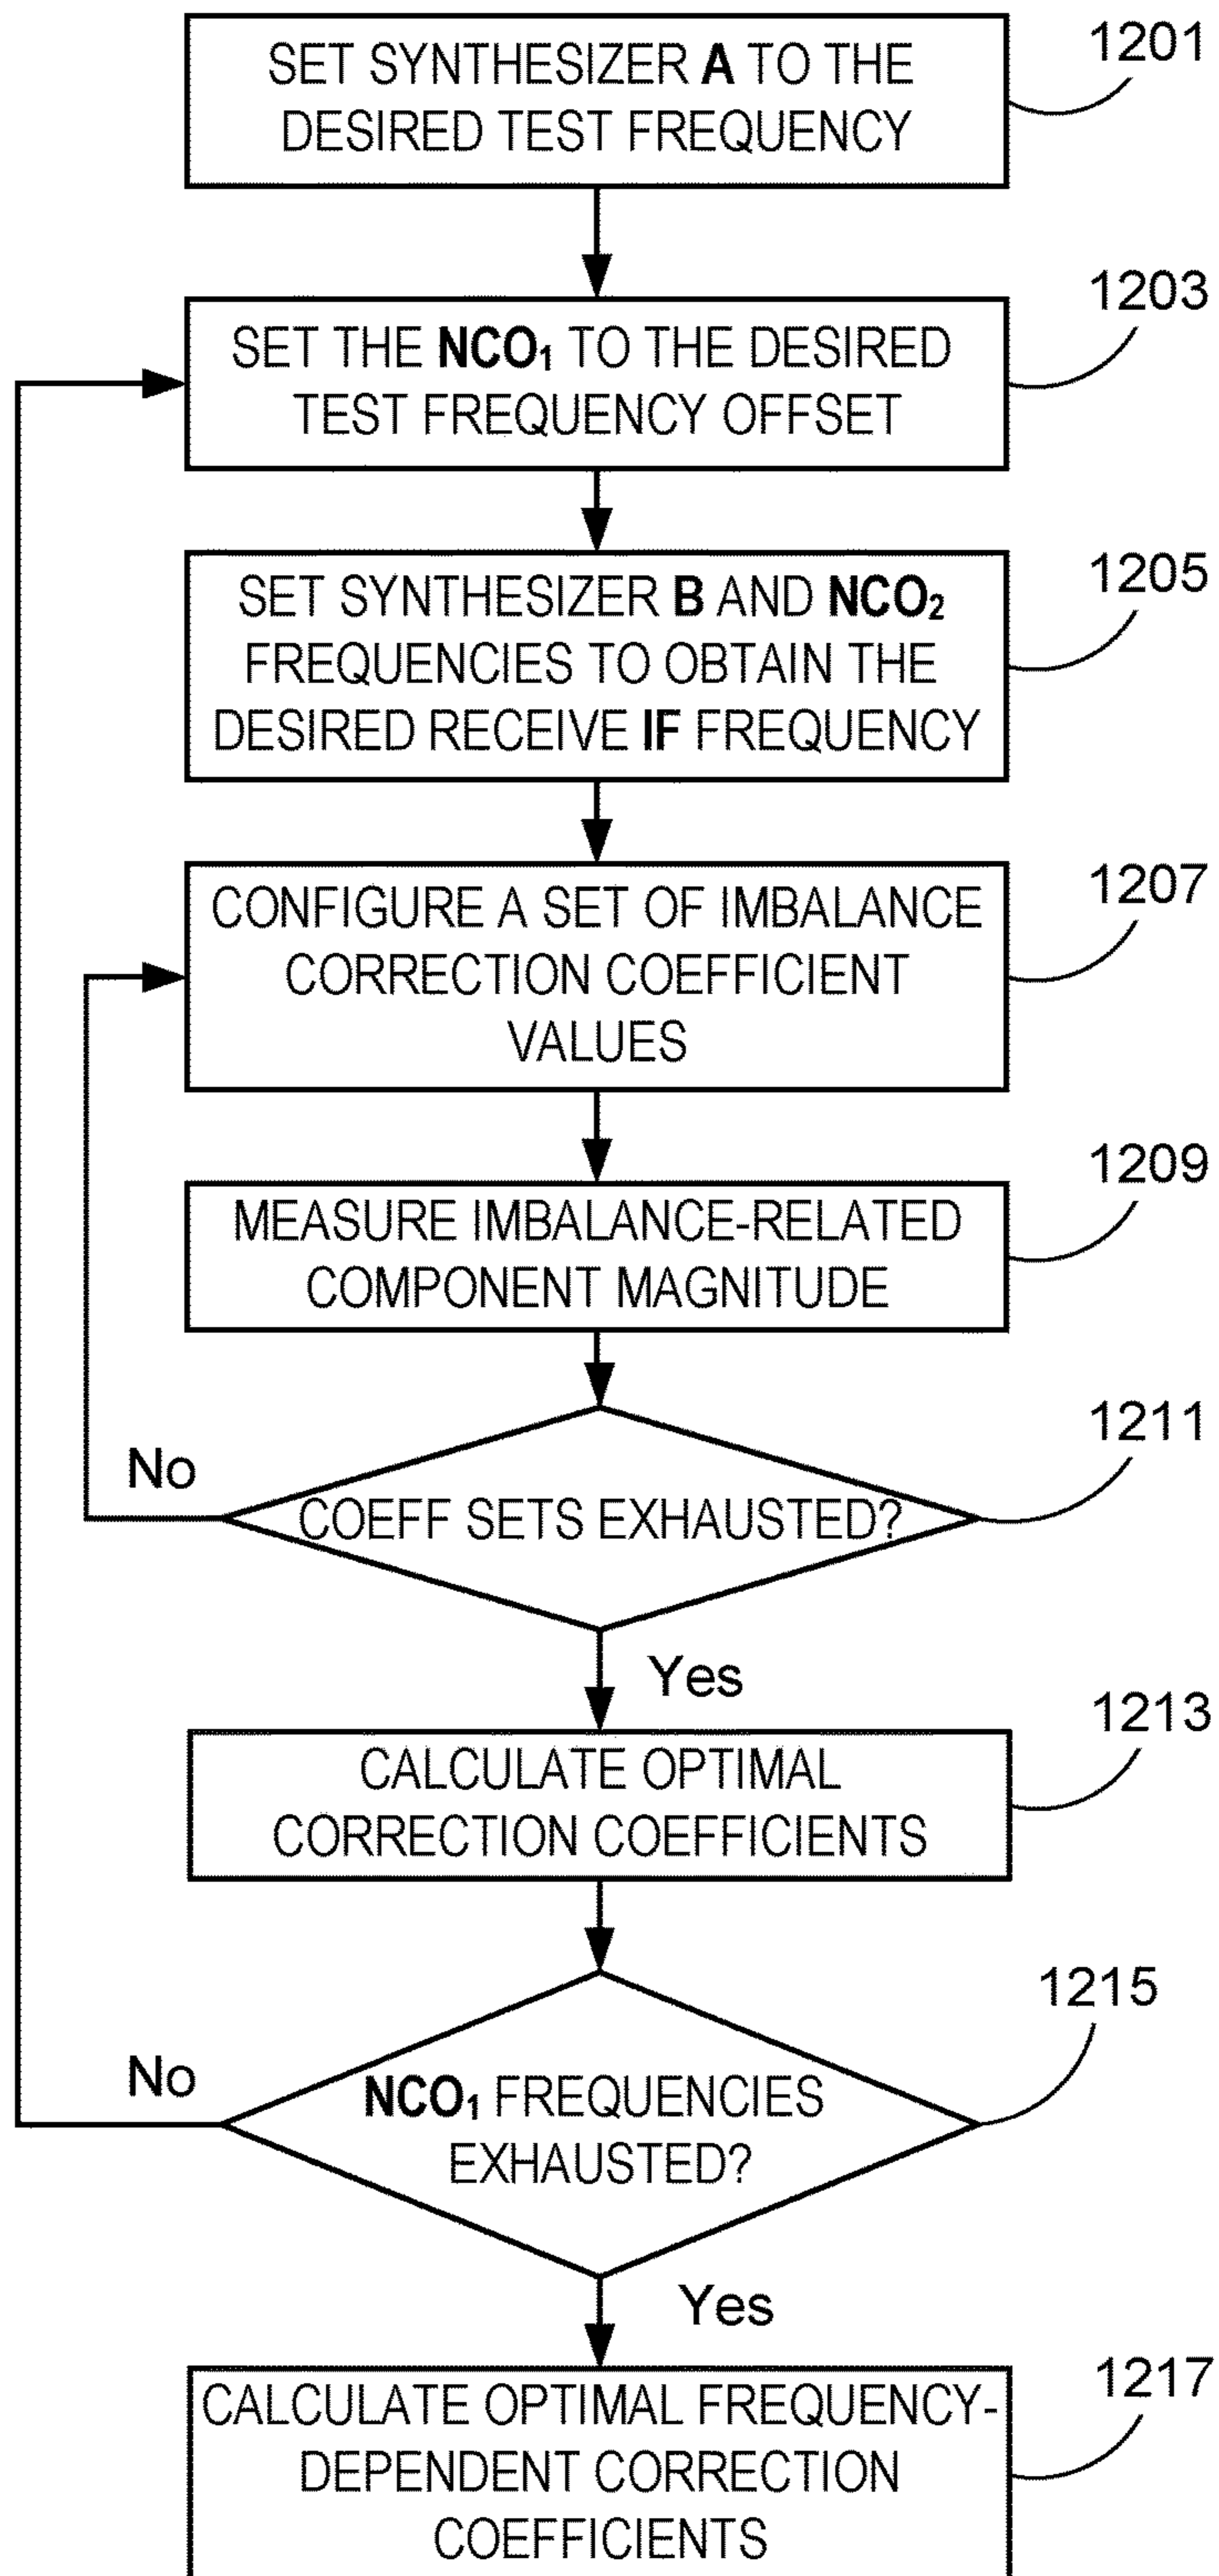 SET SYNTHESIZER A TO THE
DESIRED TEST FREQUENCY
1201
SET THE NCO₁ TO THE DESIRED
TEST FREQUENCY OFFSET
1203
SET SYNTHESIZER B AND NCO₂
FREQUENCIES TO OBTAIN THE
DESIRED RECEIVE IF FREQUENCY
1205
CONFIGURE A SET OF IMBALANCE
CORRECTION COEFFICIENT
VALUES
1207
MEASURE IMBALANCE-RELATED
COMPONENT MAGNITUDE
1209
COEFF SETS EXHAUSTED?
1211
No
Yes
CALCULATE OPTIMAL
CORRECTION COEFFICIENTS
1213
NCO₁ FREQUENCIES
EXHAUSTED?
1215
No
Yes
CALCULATE OPTIMAL FREQUENCY-
DEPENDENT CORRECTION
COEFFICIENTS
1217